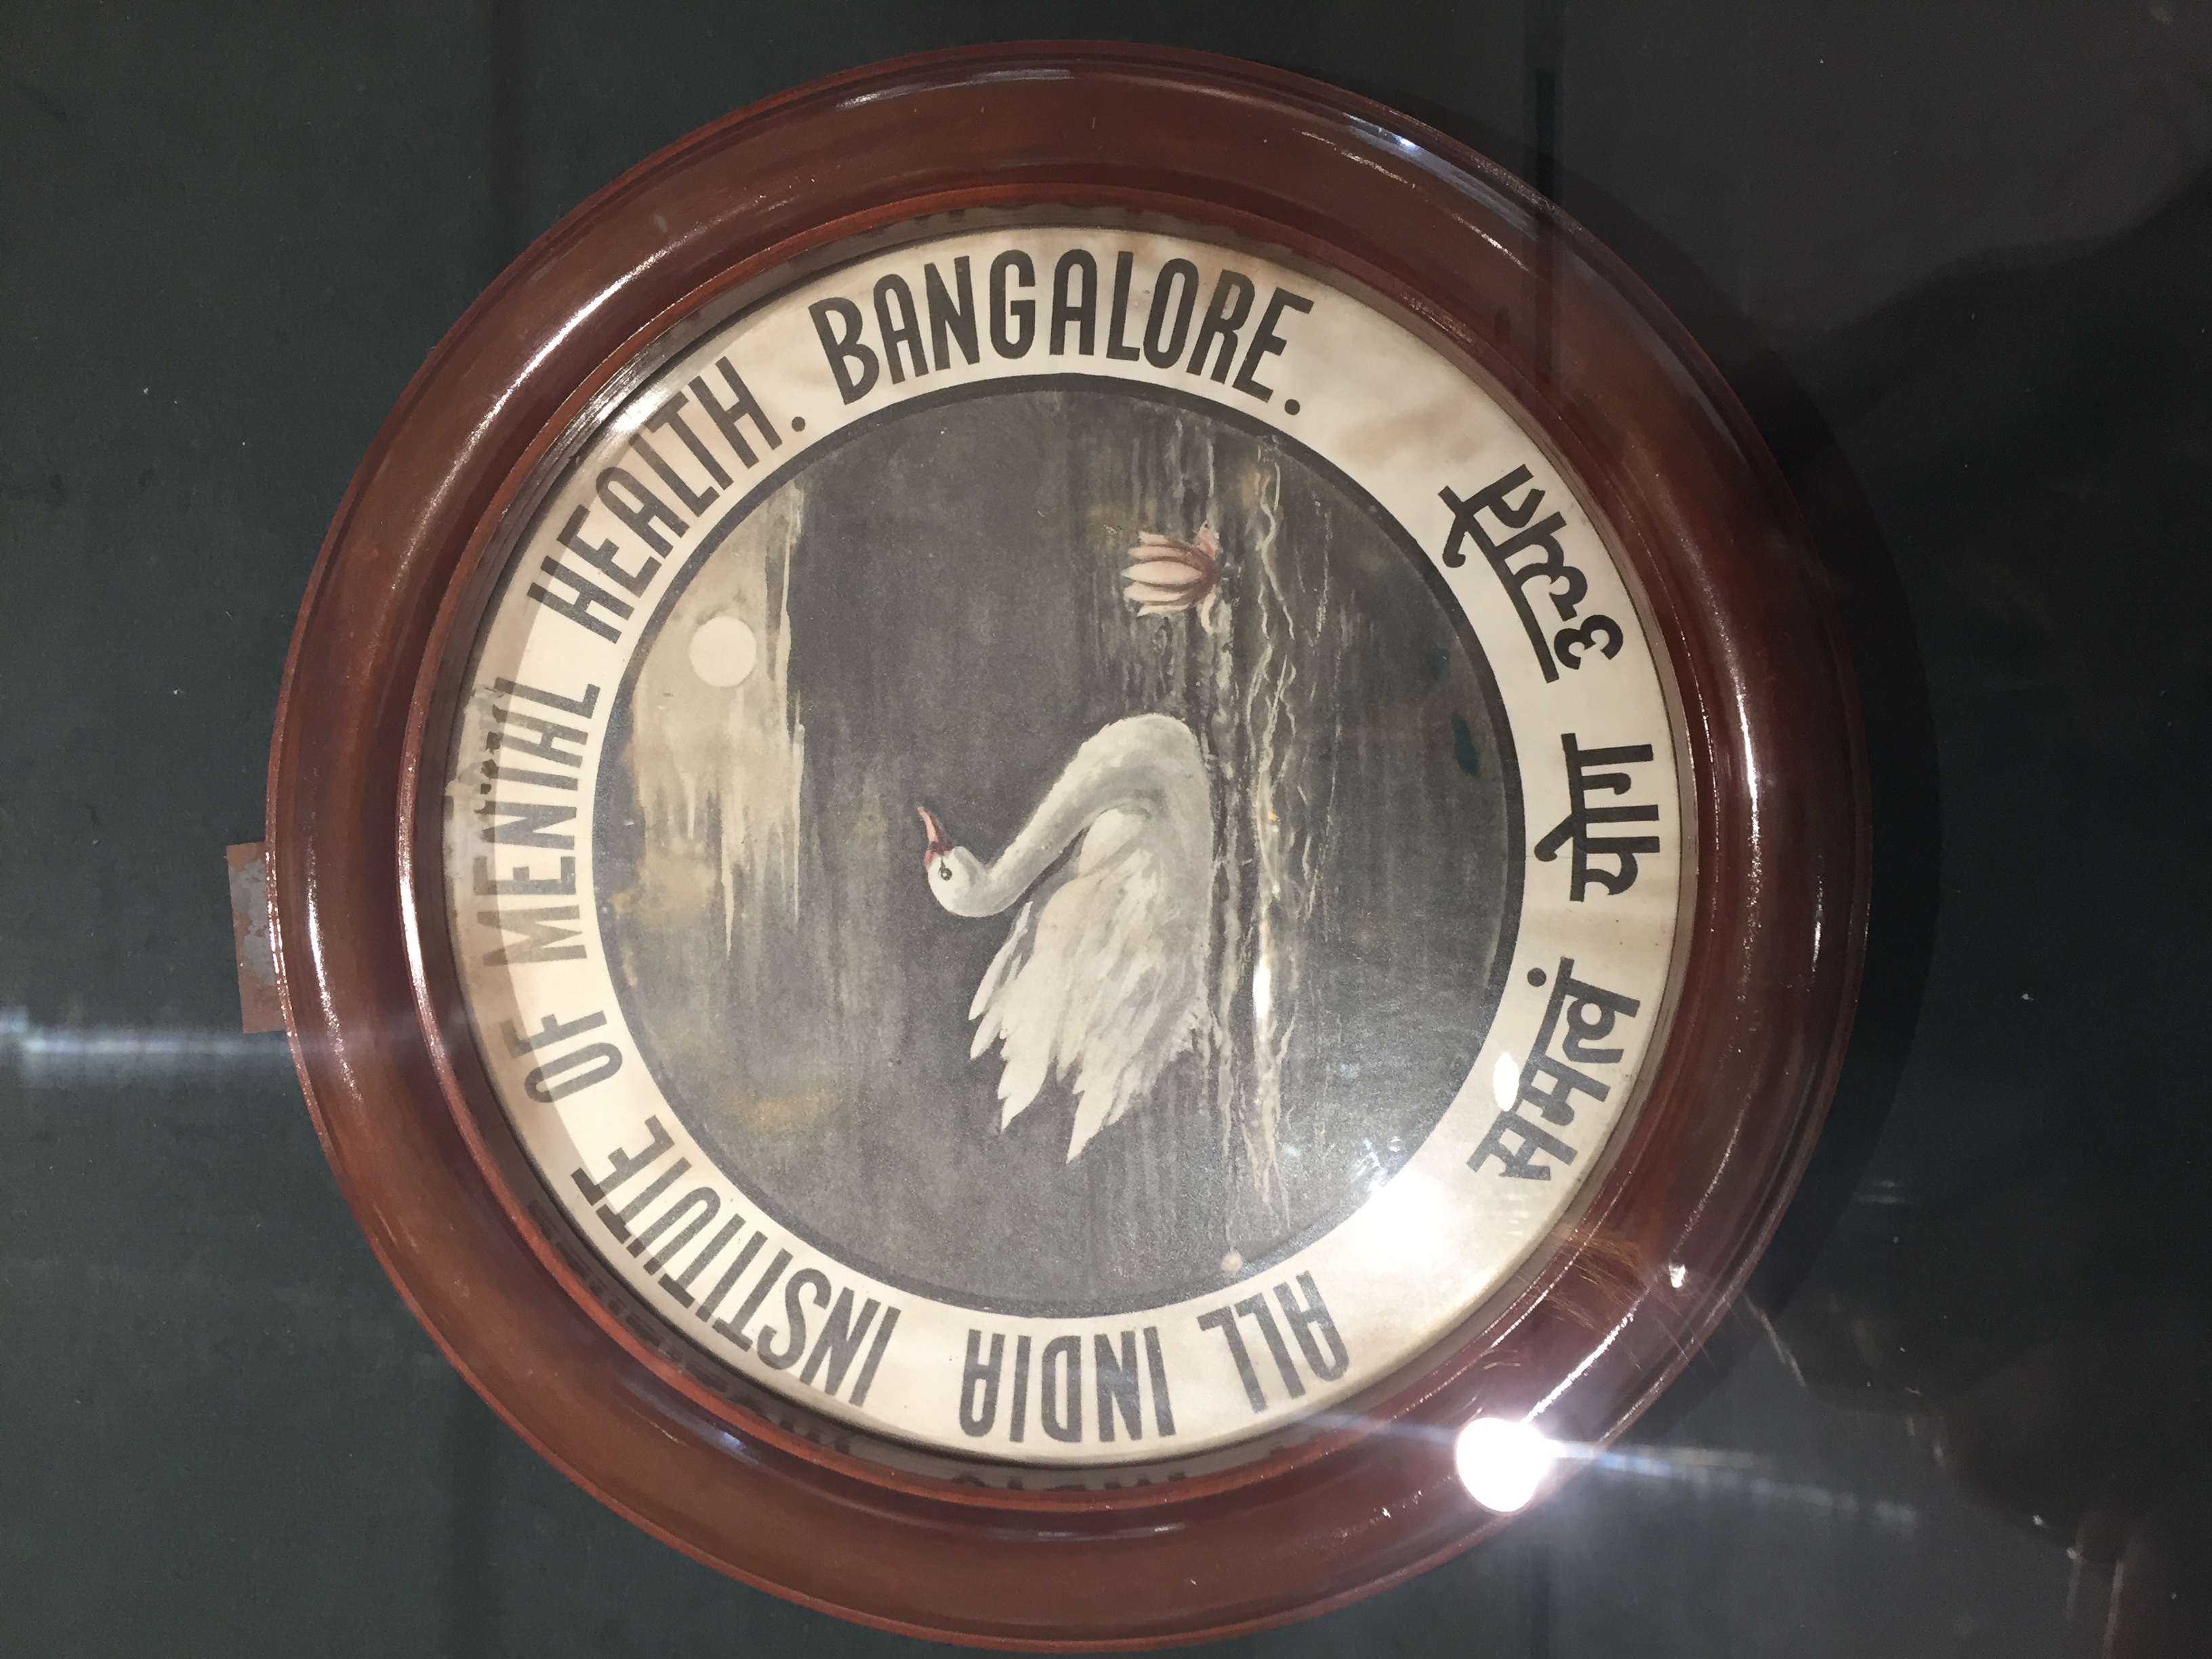 ALL INDIA INSTITUTE OF MENTAL HEALTH. BANGALORE.
समत्वं योग उच्यते